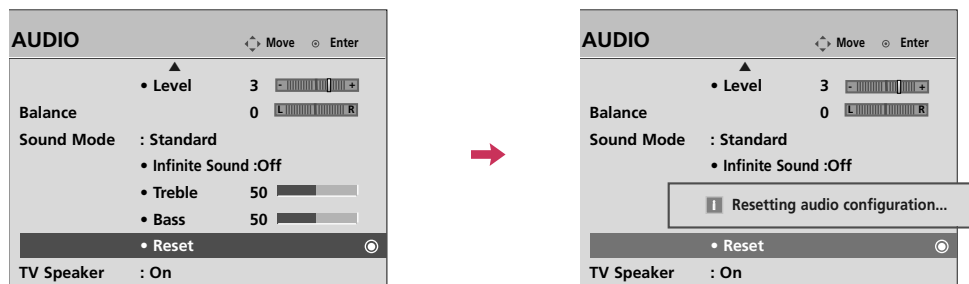 AUDIO Move Enter
• Level 3 - +
Balance 0 L R
Sound Mode : Standard
• Infinite Sound :Off
• Treble 50
• Bass 50
• Reset
TV Speaker : On
AUDIO Move Enter
• Level 3 - +
Balance 0 L R
Sound Mode : Standard
• Infinite Sound :Off
i Resetting audio configuration...
• Reset
TV Speaker : On